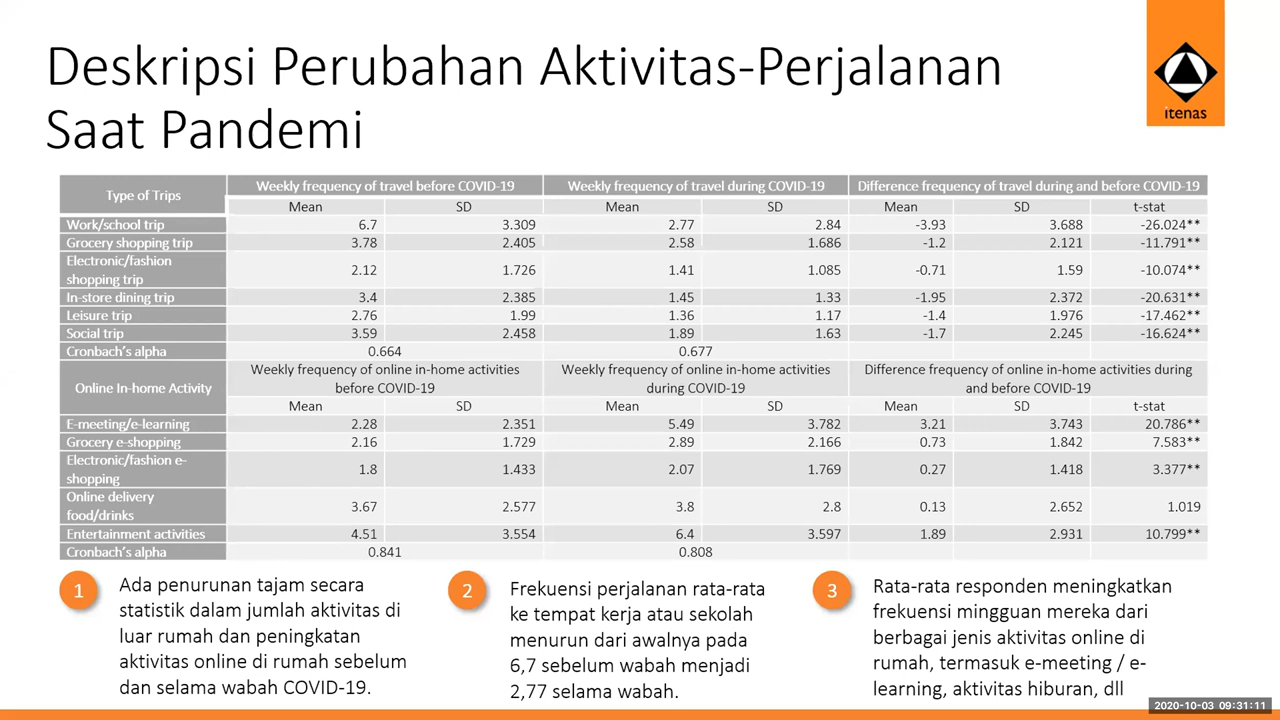 Deskripsi Perubahan Aktivitas-Perjalanan
Saat Pandemi
itenas
Type of Trips
Weekly frequency of travel before COVID-19
Weekly frequency of travel during COVID-19
Difference frequency of travel during and before COVID-19
Mean SD Mean SD Mean SD t-stat
Work/school trip 6.7 3.309 2.77 2.84 -3.93 3.688 -26.024**
Grocery shopping trip 3.78 2.405 2.58 1.686 -1.2 2.121 -11.791**
Electronic/fashion
shopping trip 2.12 1.726 1.41 1.085 -0.71 1.59 -10.074**
In-store dining trip 3.4 2.385 1.45 1.33 -1.95 2.372 -20.631**
Leisure trip 2.76 1.99 1.36 1.17 -1.4 1.976 -17.462**
Social trip 3.59 2.458 1.89 1.63 -1.7 2.245 -16.624**
Cronbach's alpha 0.664 0.677
Online In-home Activity
Weekly frequency of online in-home activities
before COVID-19
Weekly frequency of online in-home activities
during COVID-19
Difference frequency of online in-home activities during
and before COVID-19
Mean SD Mean SD Mean SD t-stat
E-meeting/e-learning 2.28 2.351 5.49 3.782 3.21 3.743 20.786**
Grocery e-shopping 2.16 1.729 2.89 2.166 0.73 1.842 7.583**
Electronic/fashion e-
shopping 1.8 1.433 2.07 1.769 0.27 1.418 3.377**
Online delivery
food/drinks 3.67 2.577 3.8 2.8 0.13 2.652 1.019
Entertainment activities 4.51 3.554 6.4 3.597 1.89 2.931 10.799**
Cronbach's alpha 0.841 0.808
1
Ada penurunan tajam secara
statistik dalam jumlah aktivitas di
luar rumah dan peningkatan
aktivitas online di rumah sebelum
dan selama wabah COVID-19.
2
Frekuensi perjalanan rata-rata
ke tempat kerja atau sekolah
menurun dari awalnya pada
6,7 sebelum wabah menjadi
2,77 selama wabah.
3
Rata-rata responden meningkatkan
frekuensi mingguan mereka dari
berbagai jenis aktivitas online di
rumah, termasuk e-meeting / e-
learning, aktivitas hiburan, dll
2020-10-03 09:31:11